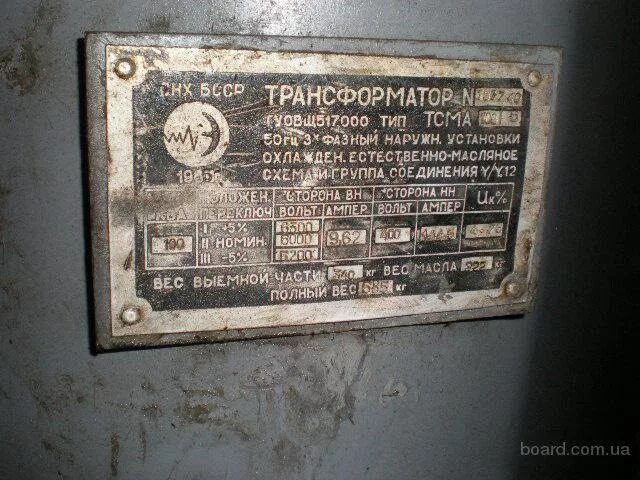 СНХ БССР
ТРАНСФОРМАТОР N
ГУОВЩ517000 ТИП ТСМА
50ГЦ 3х ФАЗНЫЙ НАРУЖН. УСТАНОВКИ
ОХЛАЖДЕН. ЕСТЕСТВЕННО-МАСЛЯНОЕ
СХЕМА И ГРУППА СОЕДИНЕНИЯ Y/Y-12
ПОЛОЖЕН. СТОРОНА ВН СТОРОНА НН Uк%
ПЕРЕКЛЮЧ ВОЛЬТ АМПЕР ВОЛЬТ АМПЕР
I +5% 6300
100 II НОМИН. 6000 9,62 400
III -5% 5700
ВЕС ВЫЕМНОЙ ЧАСТИ 340 кг ВЕС МАСЛА кг
ПОЛНЫЙ ВЕС кг
board.com.ua